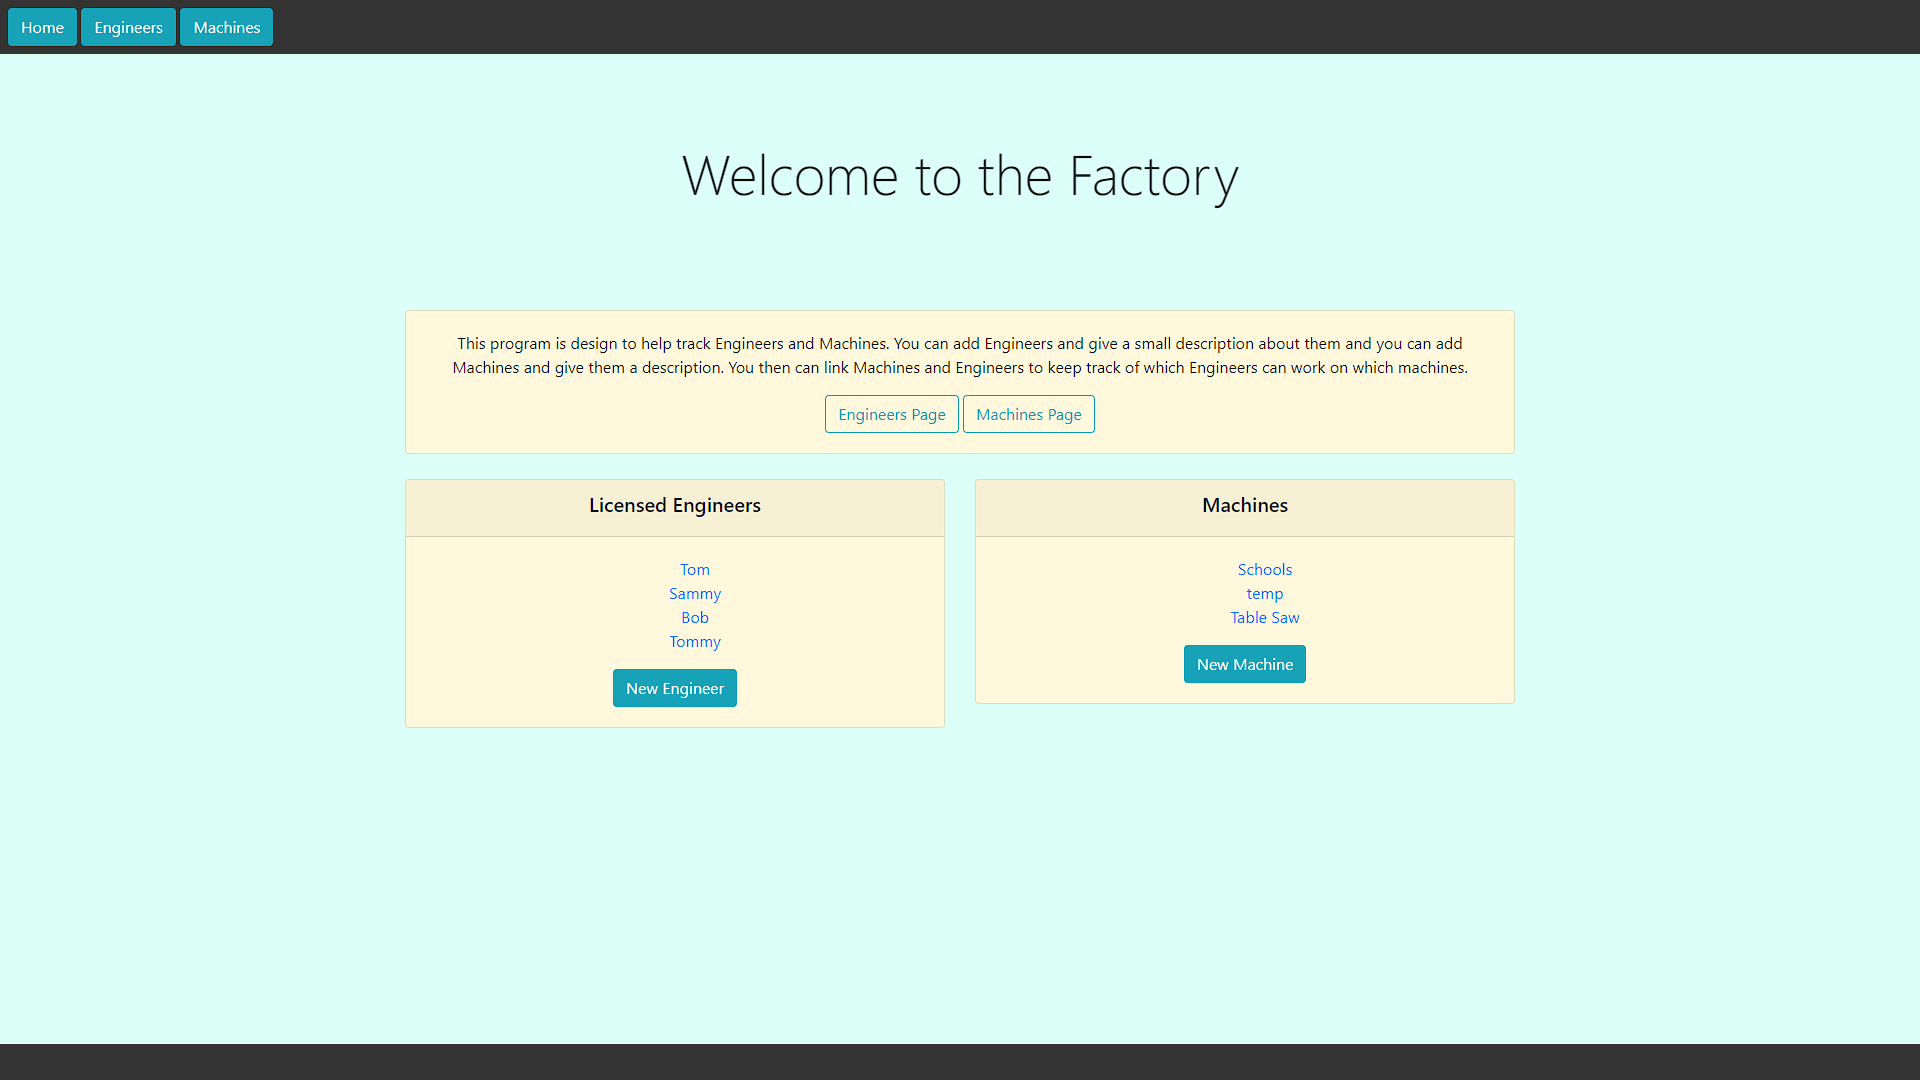 Home Engineers Machines
Welcome to the Factory
This program is design to help track Engineers and Machines. You can add Engineers and give a small description about them and you can add
Machines and give them a description. You then can link Machines and Engineers to keep track of which Engineers can work on which machines.
Engineers Page Machines Page
Licensed Engineers
Tom
Sammy
Bob
Tommy
New Engineer
Machines
Schools
temp
Table Saw
New Machine